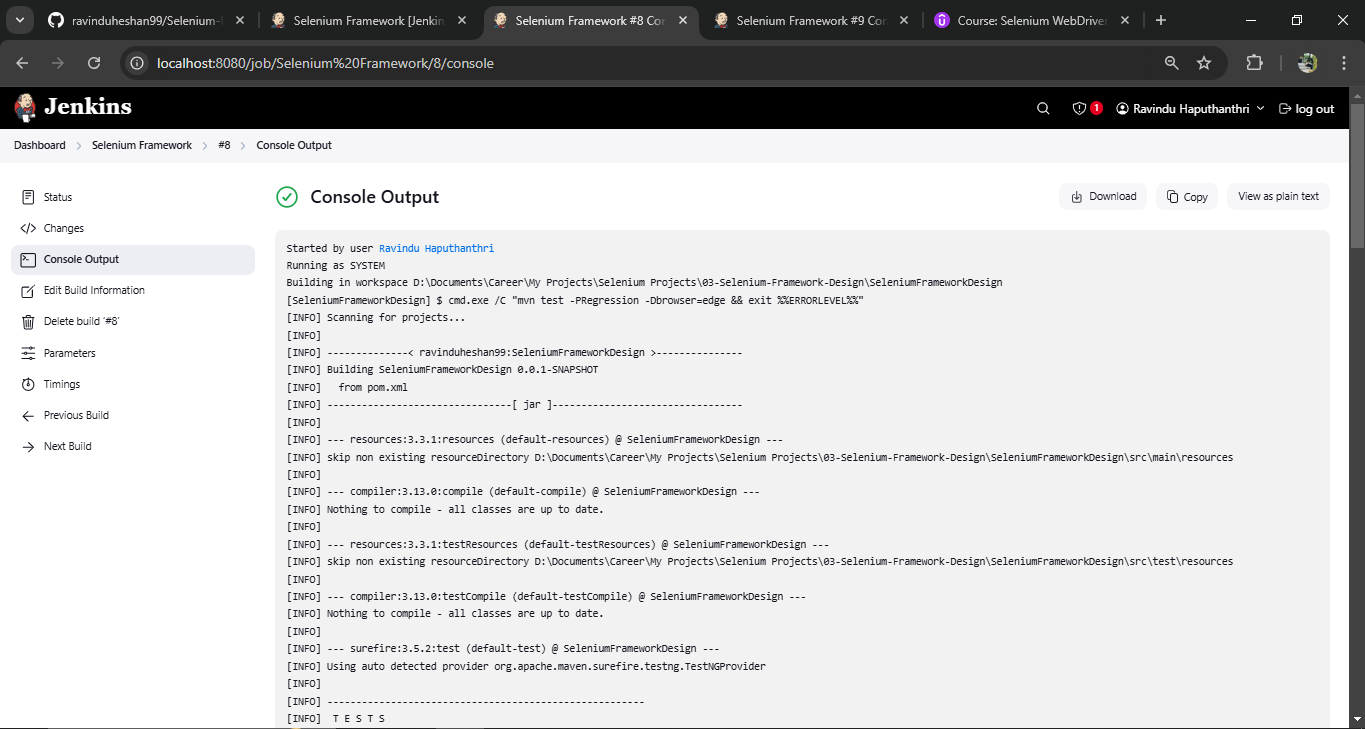 ravinduheshan99/Selenium-
Selenium Framework [Jenkin
Selenium Framework #8 Con
Selenium Framework #9 Con
Course: Selenium WebDriver
localhost:8080/job/Selenium%20Framework/8/console
Jenkins
1
Ravindu Haputhanthri
log out
Dashboard
Selenium Framework
#8
Console Output
Status
Changes
Console Output
Edit Build Information
Delete build ‘#8’
Parameters
Timings
Previous Build
Next Build
Console Output
Download
Copy
View as plain text
Started by user Ravindu Haputhanthri
Running as SYSTEM
Building in workspace D:\Documents\Career\My Projects\Selenium Projects\03-Selenium-Framework-Design\SeleniumFrameworkDesign
[SeleniumFrameworkDesign] $ cmd.exe /C "mvn test -PRegression -Dbrowser=edge && exit %%ERRORLEVEL%%"
[INFO] Scanning for projects...
[INFO]
[INFO] --------------< ravinduheshan99:SeleniumFrameworkDesign >---------------
[INFO] Building SeleniumFrameworkDesign 0.0.1-SNAPSHOT
[INFO]   from pom.xml
[INFO] --------------------------------[ jar ]---------------------------------
[INFO]
[INFO] --- resources:3.3.1:resources (default-resources) @ SeleniumFrameworkDesign ---
[INFO] skip non existing resourceDirectory D:\Documents\Career\My Projects\Selenium Projects\03-Selenium-Framework-Design\SeleniumFrameworkDesign\src\main\resources
[INFO]
[INFO] --- compiler:3.13.0:compile (default-compile) @ SeleniumFrameworkDesign ---
[INFO] Nothing to compile - all classes are up to date.
[INFO]
[INFO] --- resources:3.3.1:testResources (default-testResources) @ SeleniumFrameworkDesign ---
[INFO] skip non existing resourceDirectory D:\Documents\Career\My Projects\Selenium Projects\03-Selenium-Framework-Design\SeleniumFrameworkDesign\src\test\resources
[INFO]
[INFO] --- compiler:3.13.0:testCompile (default-testCompile) @ SeleniumFrameworkDesign ---
[INFO] Nothing to compile - all classes are up to date.
[INFO]
[INFO] --- surefire:3.5.2:test (default-test) @ SeleniumFrameworkDesign ---
[INFO] Using auto detected provider org.apache.maven.surefire.testng.TestNGProvider
[INFO]
[INFO] -------------------------------------------------------
[INFO]  T E S T S